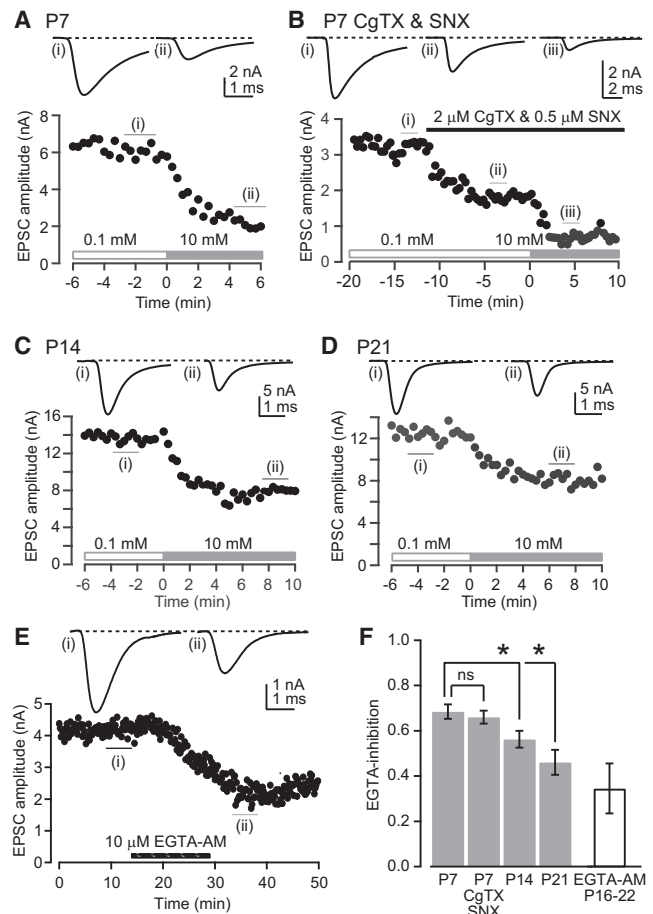 A P7
(i)
(ii)
2 nA
1 ms
EPSC amplitude (nA)
8
6
4
2
0
(i)
(ii)
0.1 mM
10 mM
-6 -4 -2 0 2 4 6
Time (min)
B P7 CgTX & SNX
(i)
(ii)
(iii)
2 nA
2 ms
EPSC amplitude (nA)
4
3
2
1
0
2 μM CgTX & 0.5 μM SNX
(i)
(ii)
(iii)
0.1 mM
10 mM
-20 -15 -10 -5 0 5 10
Time (min)
C P14
(i)
(ii)
5 nA
1 ms
EPSC amplitude (nA)
16
12
8
4
0
(i)
(ii)
0.1 mM
10 mM
-6 -4 -2 0 2 4 6 8 10
Time (min)
D P21
(i)
(ii)
5 nA
1 ms
EPSC amplitude (nA)
12
8
4
0
(i)
(ii)
0.1 mM
10 mM
-6 -4 -2 0 2 4 6 8 10
Time (min)
E
(i)
(ii)
1 nA
1 ms
EPSC amplitude (nA)
5
4
3
2
4
0
(i)
(ii)
10 μM EGTA-AM
0 10 20 30 40 50
Time (min)
F
EGTA-inhibition
1.0
0.8
0.6
0.4
0.2
0.0
ns
*
*
P7 P7 P14 P21 EGTA-AM
CgTX P16-22
SNX